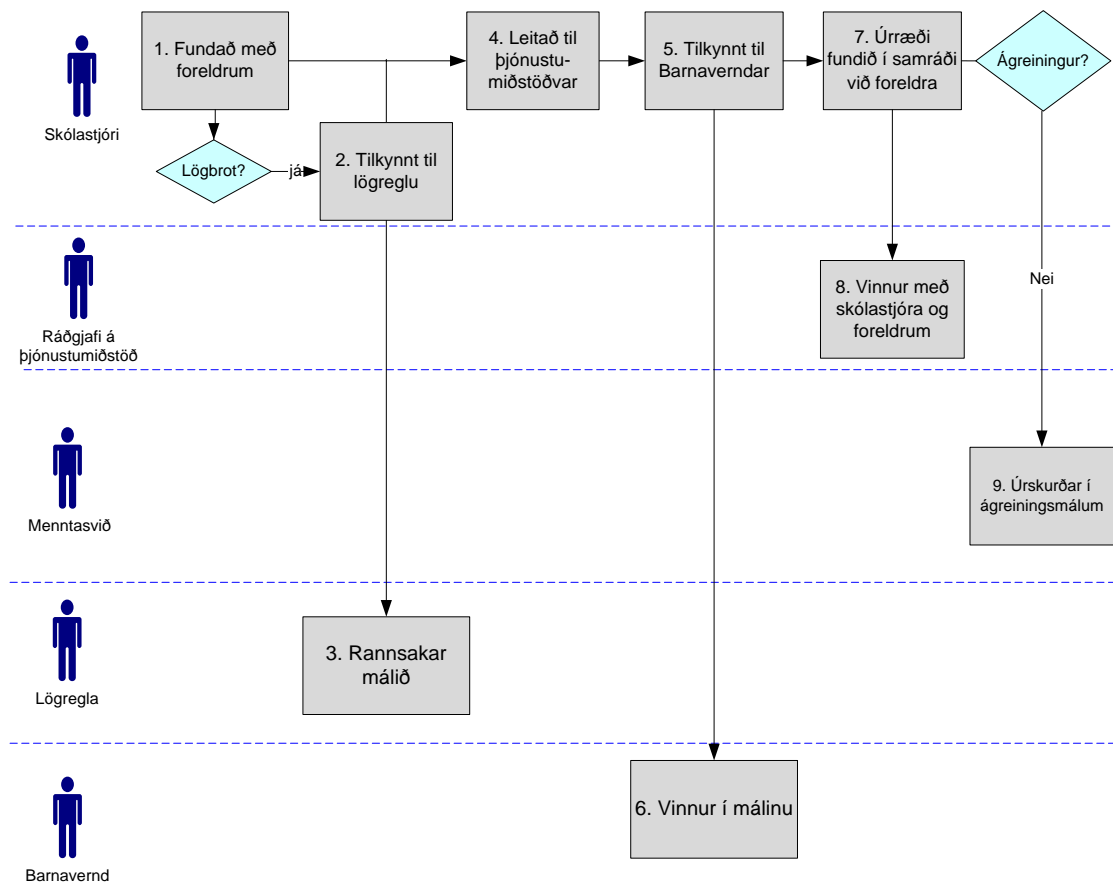 1. Fundað með
foreldrum
4. Leitað til
þjónustu-
miðstöðvar
5. Tilkynnt til
Barnaverndar
7. Úrræði
fundið í samráði
við foreldra
Ágreiningur?
Skólastjóri
Lögbrot?
já
2. Tilkynnt til
lögreglu
Ráðgjafi á
þjónustumiðstöð
8. Vinnur með
skólastjóra og
foreldrum
Nei
Menntasvið
9. Úrskurðar í
ágreiningsmálum
Lögregla
3. Rannsakar
málið
Barnavernd
6. Vinnur í málinu